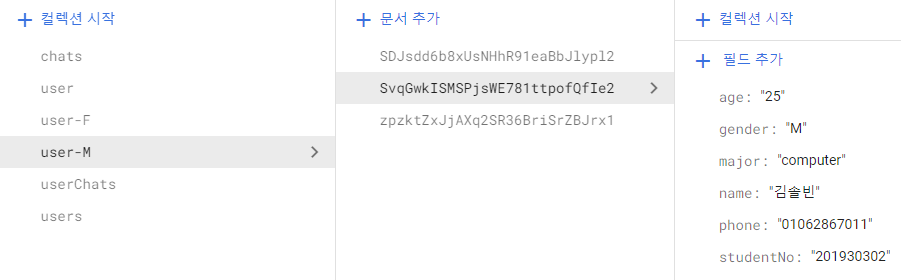 컬렉션 시작
chats
user
user-F
user-M
userChats
users
문서 추가
SDJsdd6b8xUsNHhR91eaBbJlypl2
SvqGwkISMSPjsWE781ttpofQfIe2
zpzktZxJjAXq2SR36BriSrZBJrx1
컬렉션 시작
필드 추가
age: "25"
gender: "M"
major: "computer"
name: "김솔빈"
phone: "01062867011"
studentNo: "201930302"